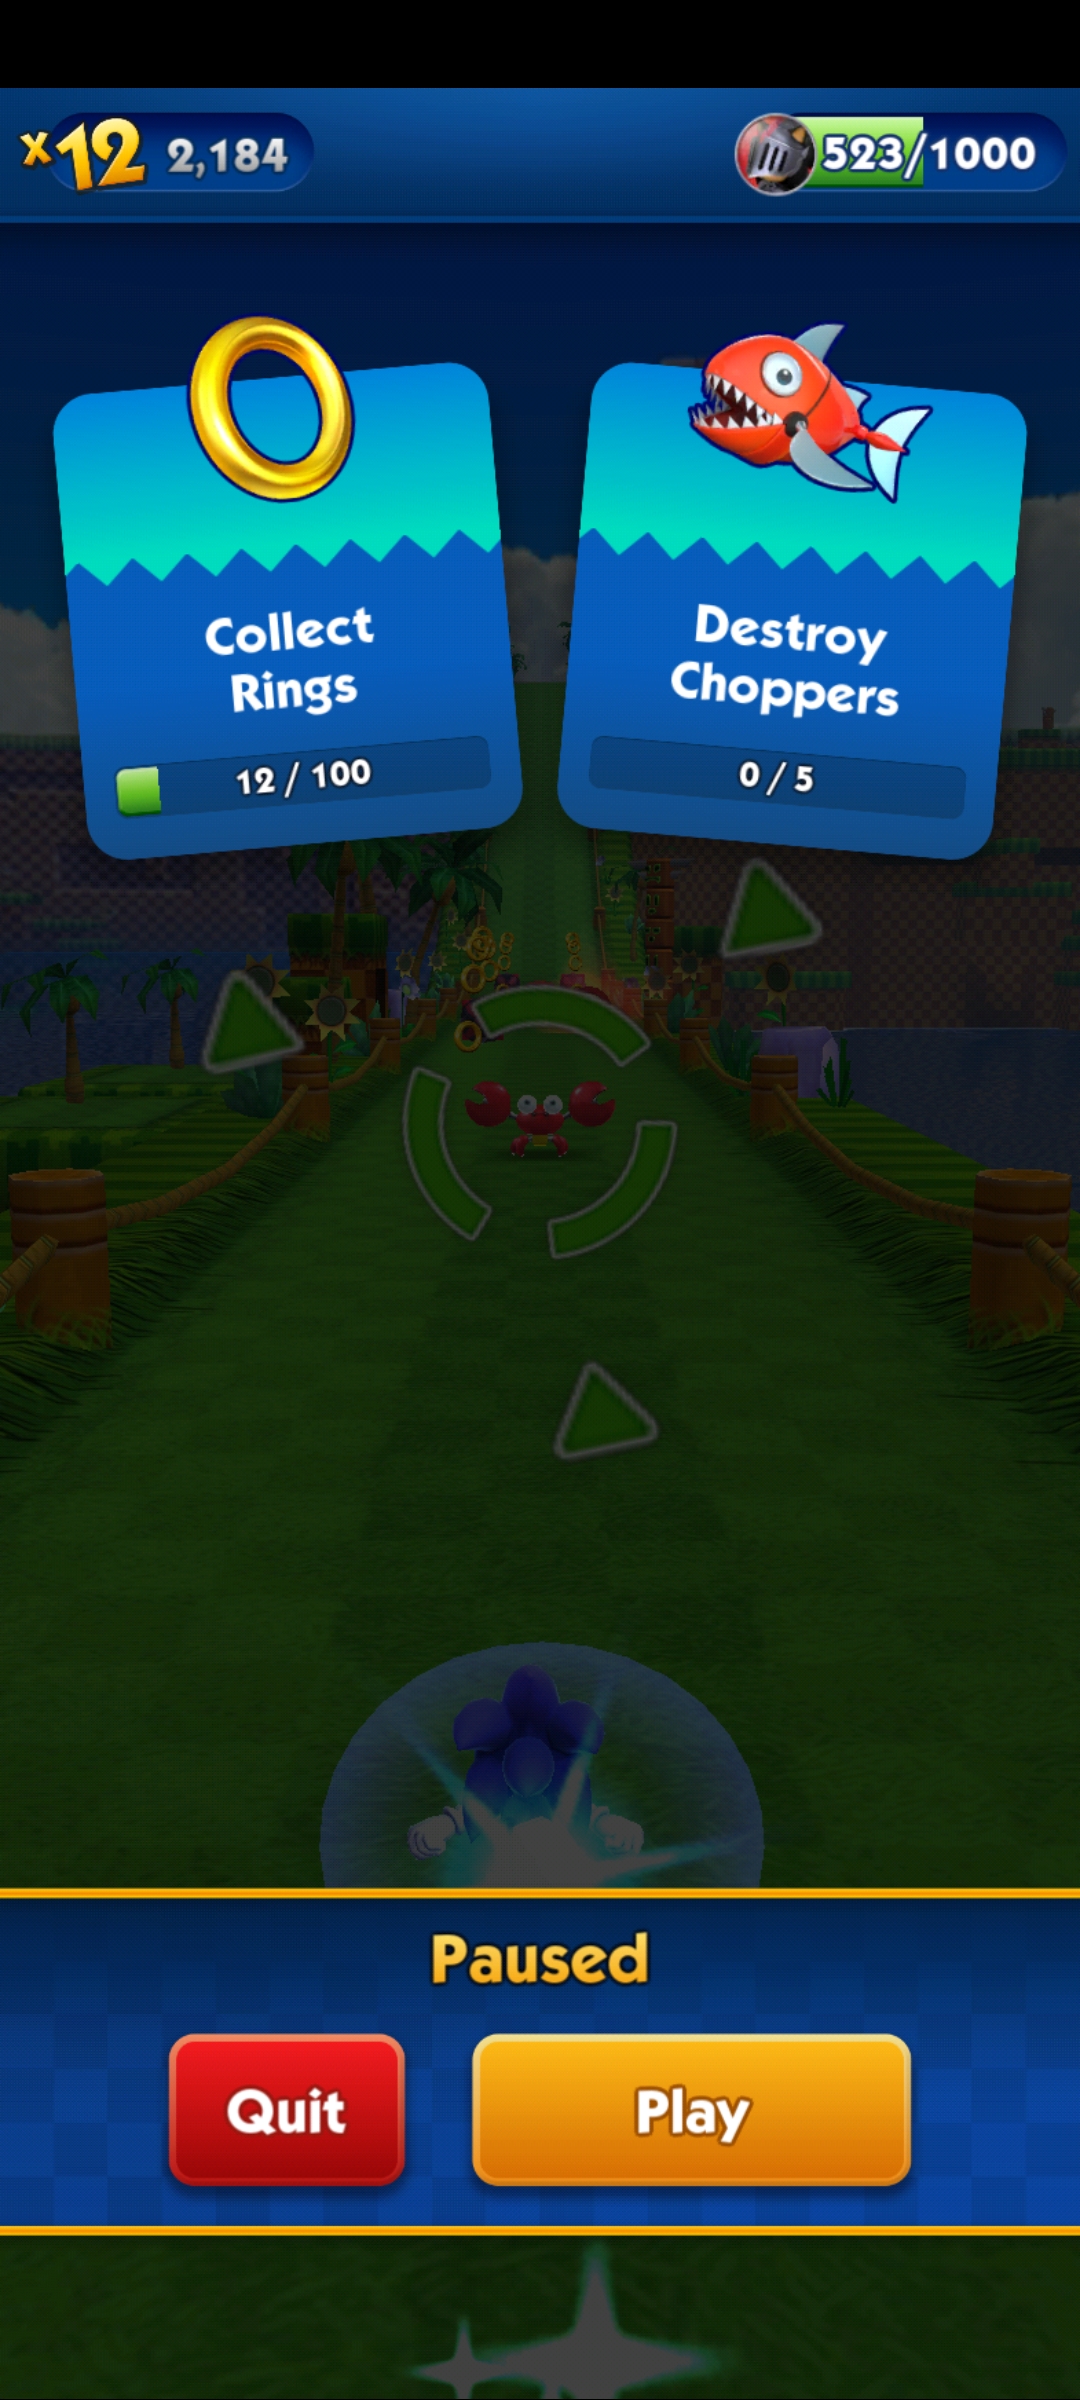 x12 2,184
523/1000
Collect
Rings
12 / 100
Destroy
Choppers
0 / 5
Paused
Quit
Play